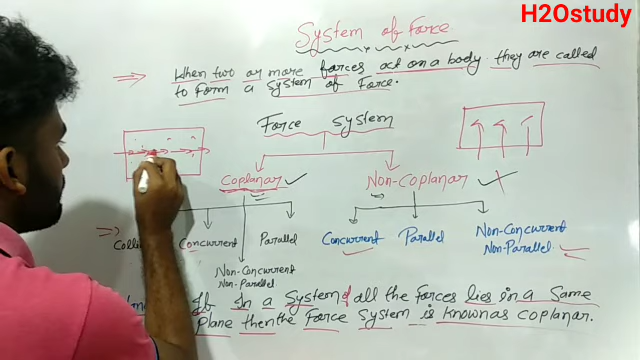 H2Ostudy
System of Force
When two or more forces act on a body they are called
to form a System of Force.
Force System
Coplanar Non-Coplanar
Concurrent Parallel Concurrent Parallel Non-Concurrent
Non-Parallel
Non-Concurrent
Non-Parallel
If In a System of all the Forces lies in a Same
plane then the Force System is known as coplanar.